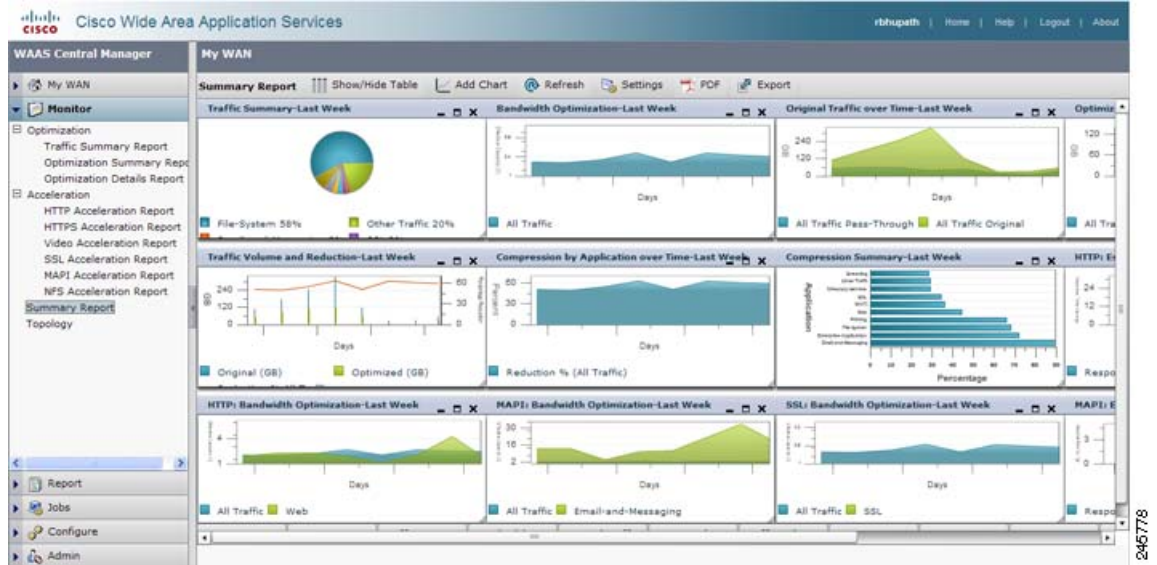 cisco Cisco Wide Area Application Services
rbhupath | Home | Help | Logout | About
WAAS Central Manager
My WAN
Monitor
Optimization
Traffic Summary Report
Optimization Summary Repo
Optimization Details Report
Acceleration
HTTP Acceleration Report
HTTPS Acceleration Report
Video Acceleration Report
SSL Acceleration Report
MAPI Acceleration Report
NFS Acceleration Report
Summary Report
Topology
Report
Jobs
Configure
Admin
My WAN
Summary Report Show/Hide Table Add Chart Refresh Settings PDF Export
Traffic Summary-Last Week
File-System 58% Other Traffic 20%
Bandwidth Optimization-Last Week
Days
All Traffic
Original Traffic over Time-Last Week
240
120
0
GB
Days
All Traffic Pass-Through All Traffic Original
Optimiz
120
60
0
GB
All Tra
Traffic Volume and Reduction-Last Week
240
120
0
GB
60
30
0
Days
Original (GB) Optimized (GB)
Compression by Application over Time-Last Week
60
30
0
Percent
Days
Reduction % (All Traffic)
Compression Summary-Last Week
Application
Percentage
HTTP: E
24
12
0
Respo
HTTP: Bandwidth Optimization-Last Week
Days
All Traffic Web
MAPI: Bandwidth Optimization-Last Week
30
16
2
Days
All Traffic Email-and-Messaging
SSL: Bandwidth Optimization-Last Week
Days
All Traffic SSL
MAPI: E
Respo
245778